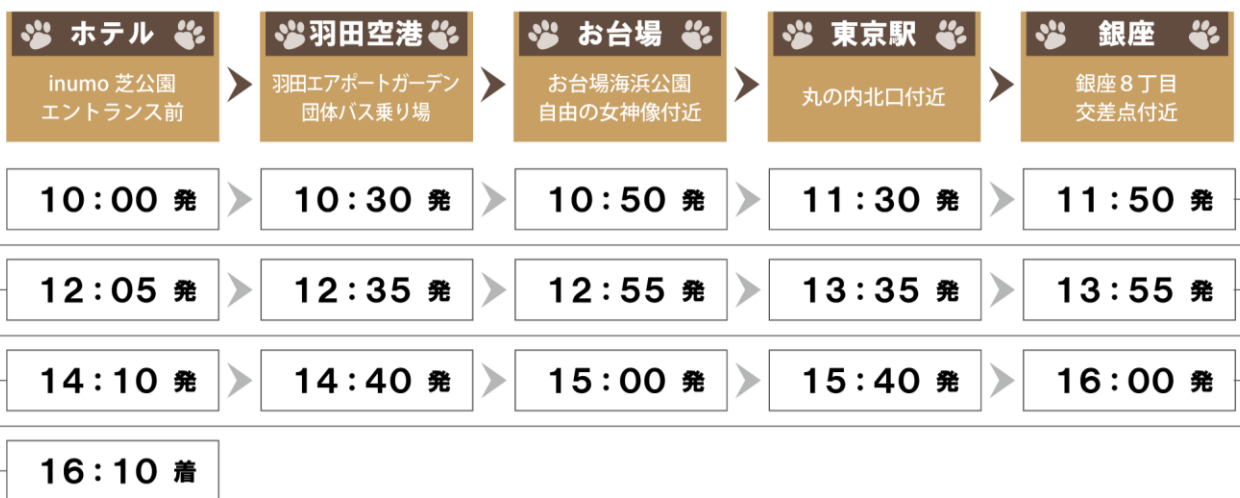 ホテル
inumo 芝公園
エントランス前
羽田空港
羽田エアポートガーデン
団体バス乗り場
お台場
お台場海浜公園
自由の女神像付近
東京駅
丸の内北口付近
銀座
銀座8丁目
交差点付近
10:00 発
10:30 発
10:50 発
11:30 発
11:50 発
12:05 発
12:35 発
12:55 発
13:35 発
13:55 発
14:10 発
14:40 発
15:00 発
15:40 発
16:00 発
16:10 着